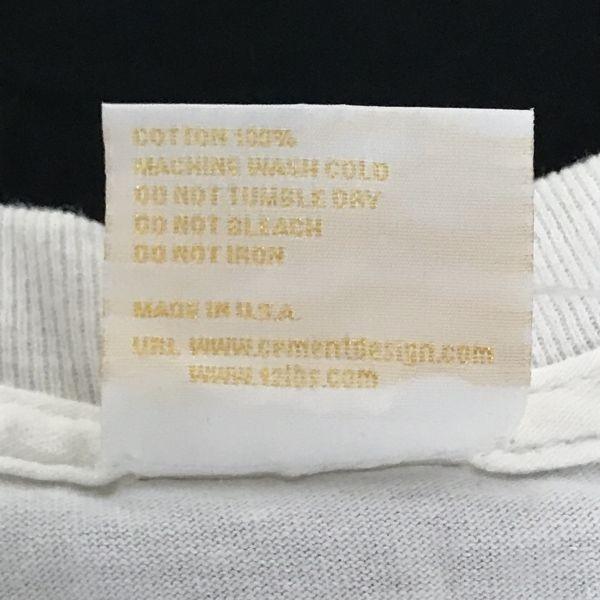 COTTON 100%
MACHINE WASH COLD
DO NOT TUMBLE DRY
DO NOT BLEACH
DO NOT IRON
MADE IN U.S.A.
URL www.cementdesign.com
www.42lbs.com